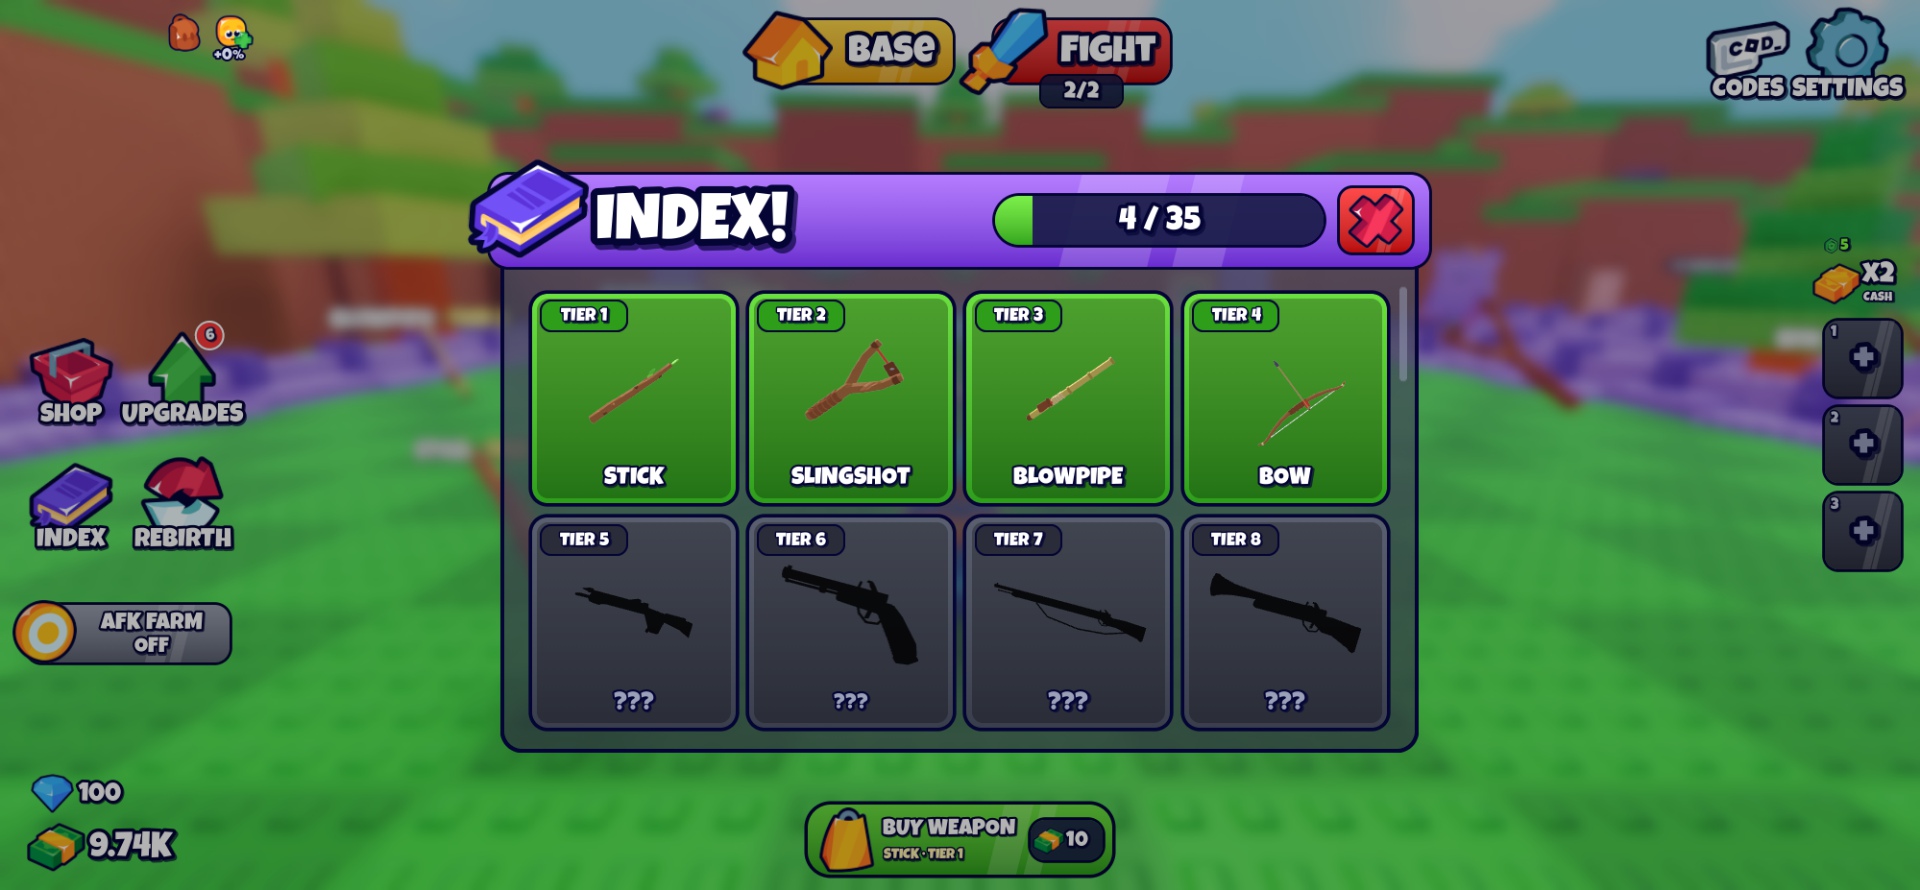 +0%
BASE
FIGHT
2/2
COD_
CODES
SETTINGS
INDEX!
4 / 35
TIER 1
STICK
TIER 2
SLINGSHOT
TIER 3
BLOWPIPE
TIER 4
BOW
TIER 5
???
TIER 6
???
TIER 7
???
TIER 8
???
SHOP
6
UPGRADES
INDEX
REBIRTH
AFK FARM
OFF
5
X2
CASH
1
2
3
100
9.74K
BUY WEAPON
STICK · TIER 1
10